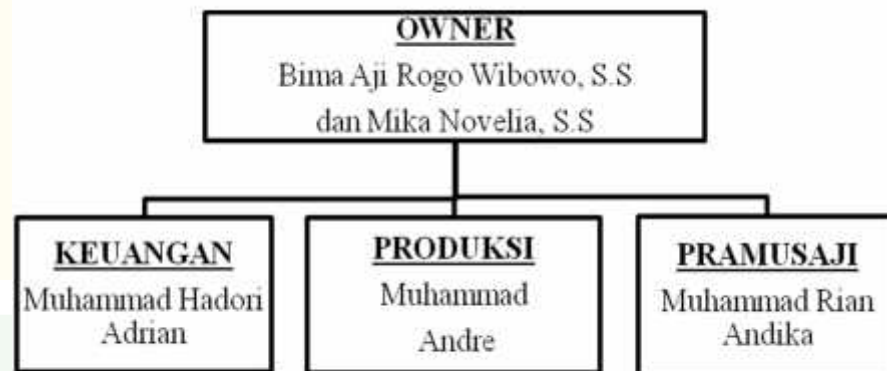 OWNER
Bima Aji Rogo Wibowo, S.S
dan Mika Novelia, S.S
KEUANGAN
Muhammad Hadori
Adrian
PRODUKSI
Muhammad
Andre
PRAMUSAJI
Muhammad Rian
Andika